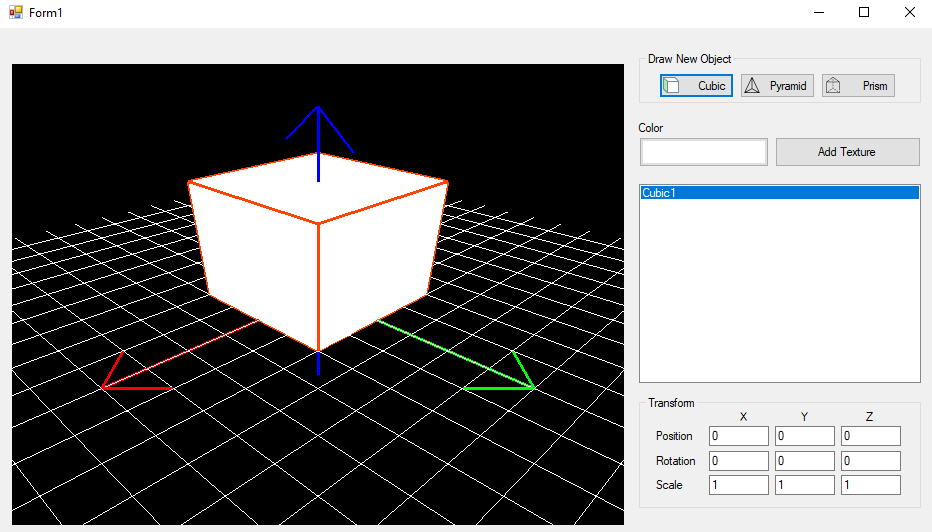 Form1
Draw New Object
Cubic Pyramid Prism
Color
Add Texture
Cubic1
Transform
X Y Z
Position 0 0 0
Rotation 0 0 0
Scale 1 1 1